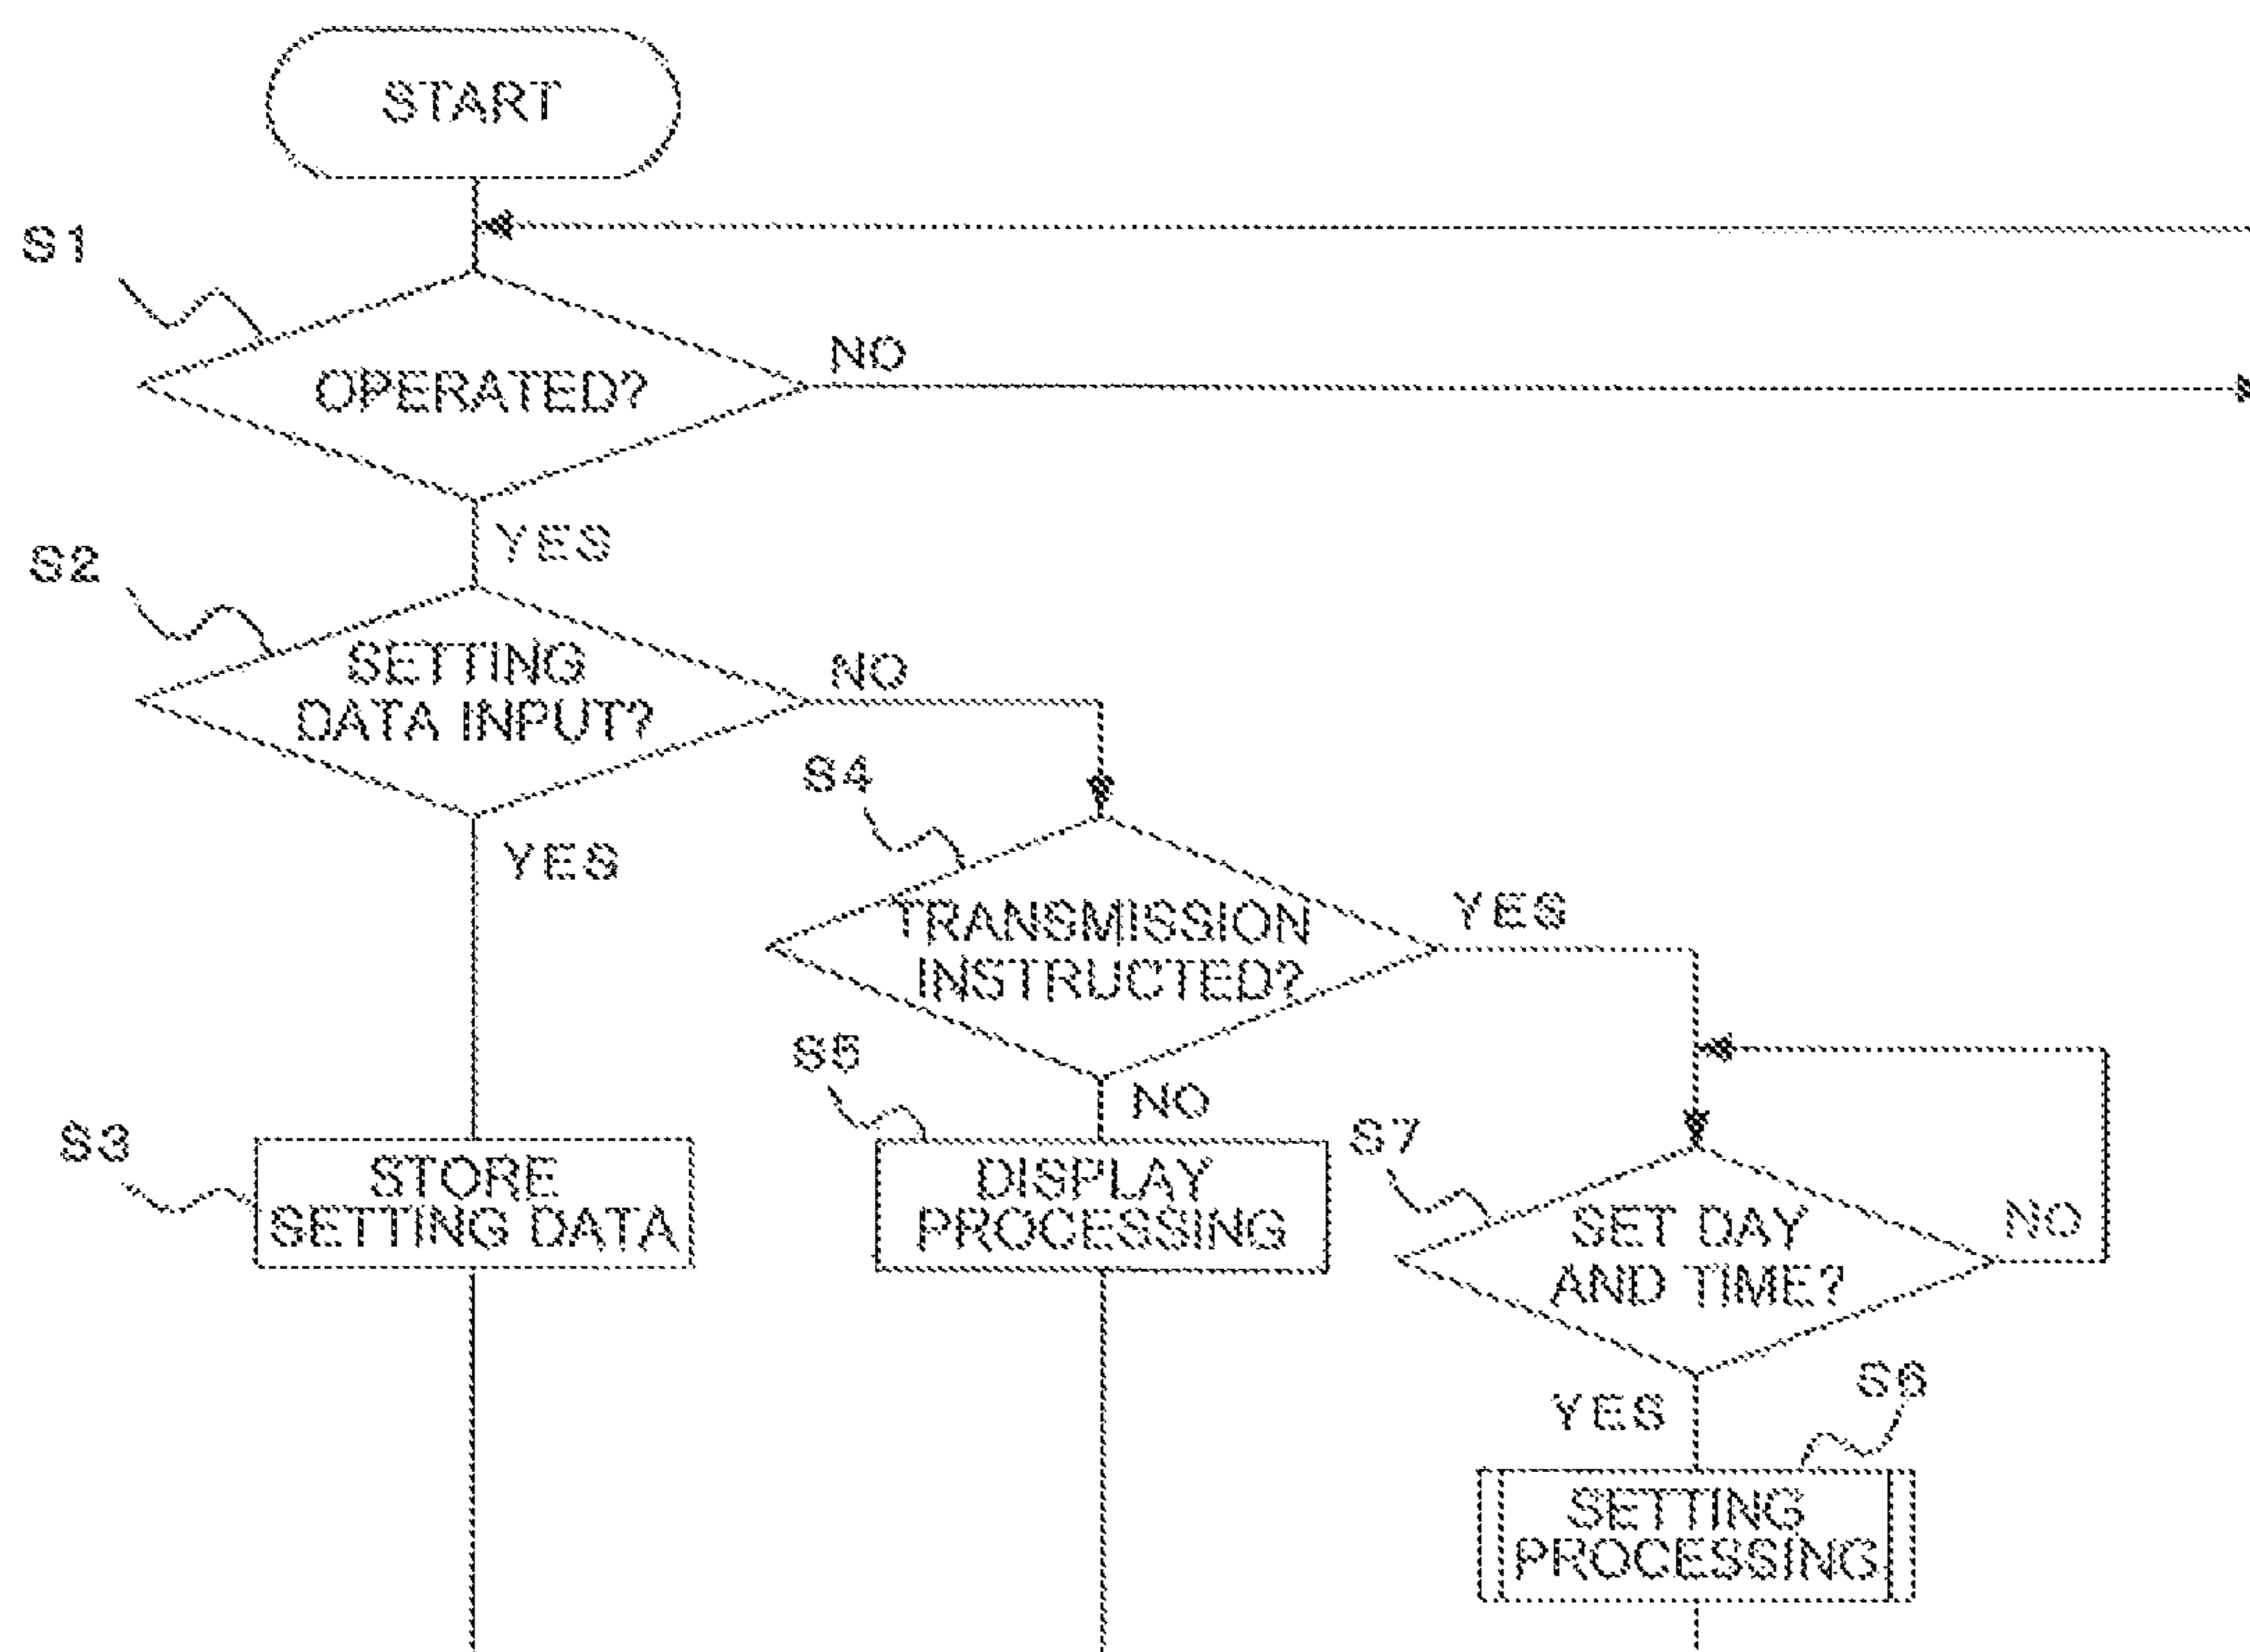 START
S1
OPERATED?
NO
YES
S2
SETTING
DATA INPUT?
NO
YES
S4
TRANSMISSION
INSTRUCTED?
YES
NO
S3
STORE
SETTING DATA
S5
DISPLAY
PROCESSING
S7
SET DAY
AND TIME?
NO
YES
S6
SETTING
PROCESSING